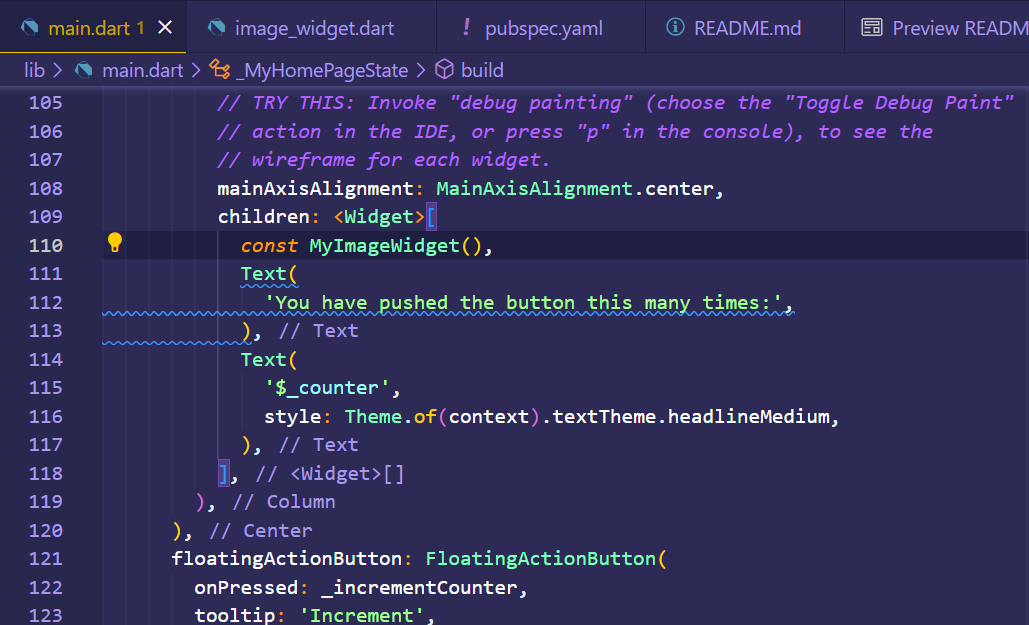 main.dart 1 image_widget.dart ! pubspec.yaml README.md Preview READM
lib > main.dart > _MyHomePageState > build
105 // TRY THIS: Invoke "debug painting" (choose the "Toggle Debug Paint"
106 // action in the IDE, or press "p" in the console), to see the
107 // wireframe for each widget.
108 mainAxisAlignment: MainAxisAlignment.center,
109 children: <Widget>[
110 const MyImageWidget(),
111 Text(
112 'You have pushed the button this many times:',
113 ), // Text
114 Text(
115 '$_counter',
116 style: Theme.of(context).textTheme.headlineMedium,
117 ), // Text
118 ], // <Widget>[]
119 ), // Column
120 ), // Center
121 floatingActionButton: FloatingActionButton(
122 onPressed: _incrementCounter,
123 tooltip: 'Increment',